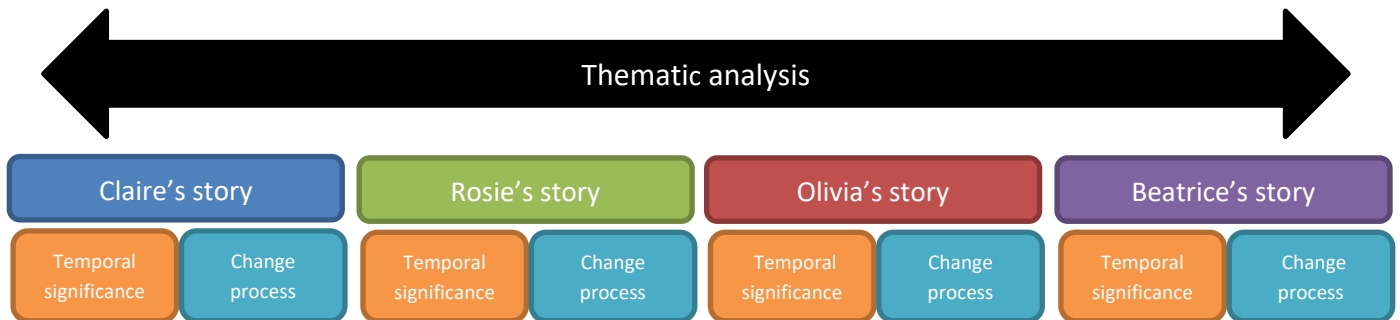 Thematic analysis
Claire’s story
Rosie’s story
Olivia’s story
Beatrice’s story
Temporal
significance
Change
process
Temporal
significance
Change
process
Temporal
significance
Change
process
Temporal
significance
Change
process